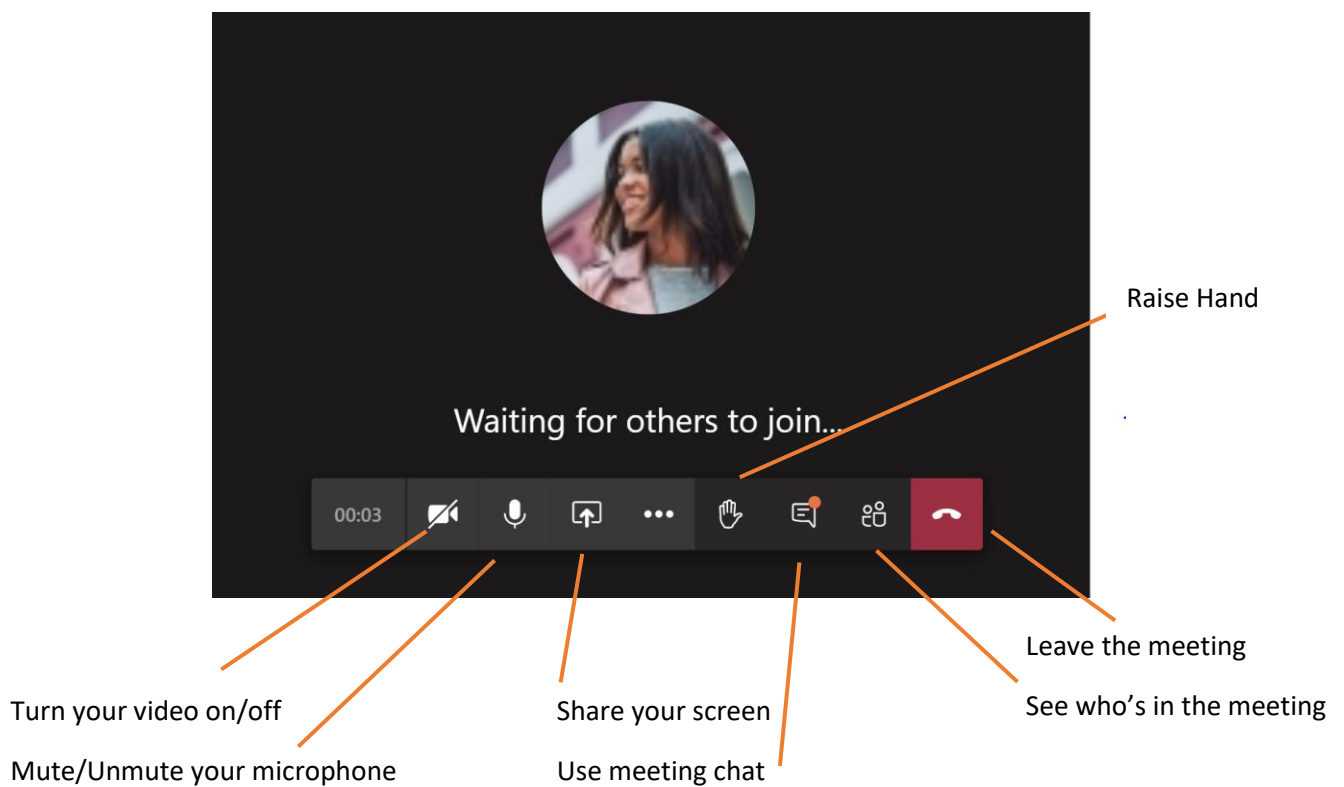 Raise Hand
Waiting for others to join...
00:03
Leave the meeting
Turn your video on/off
Share your screen
See who’s in the meeting
Mute/Unmute your microphone
Use meeting chat